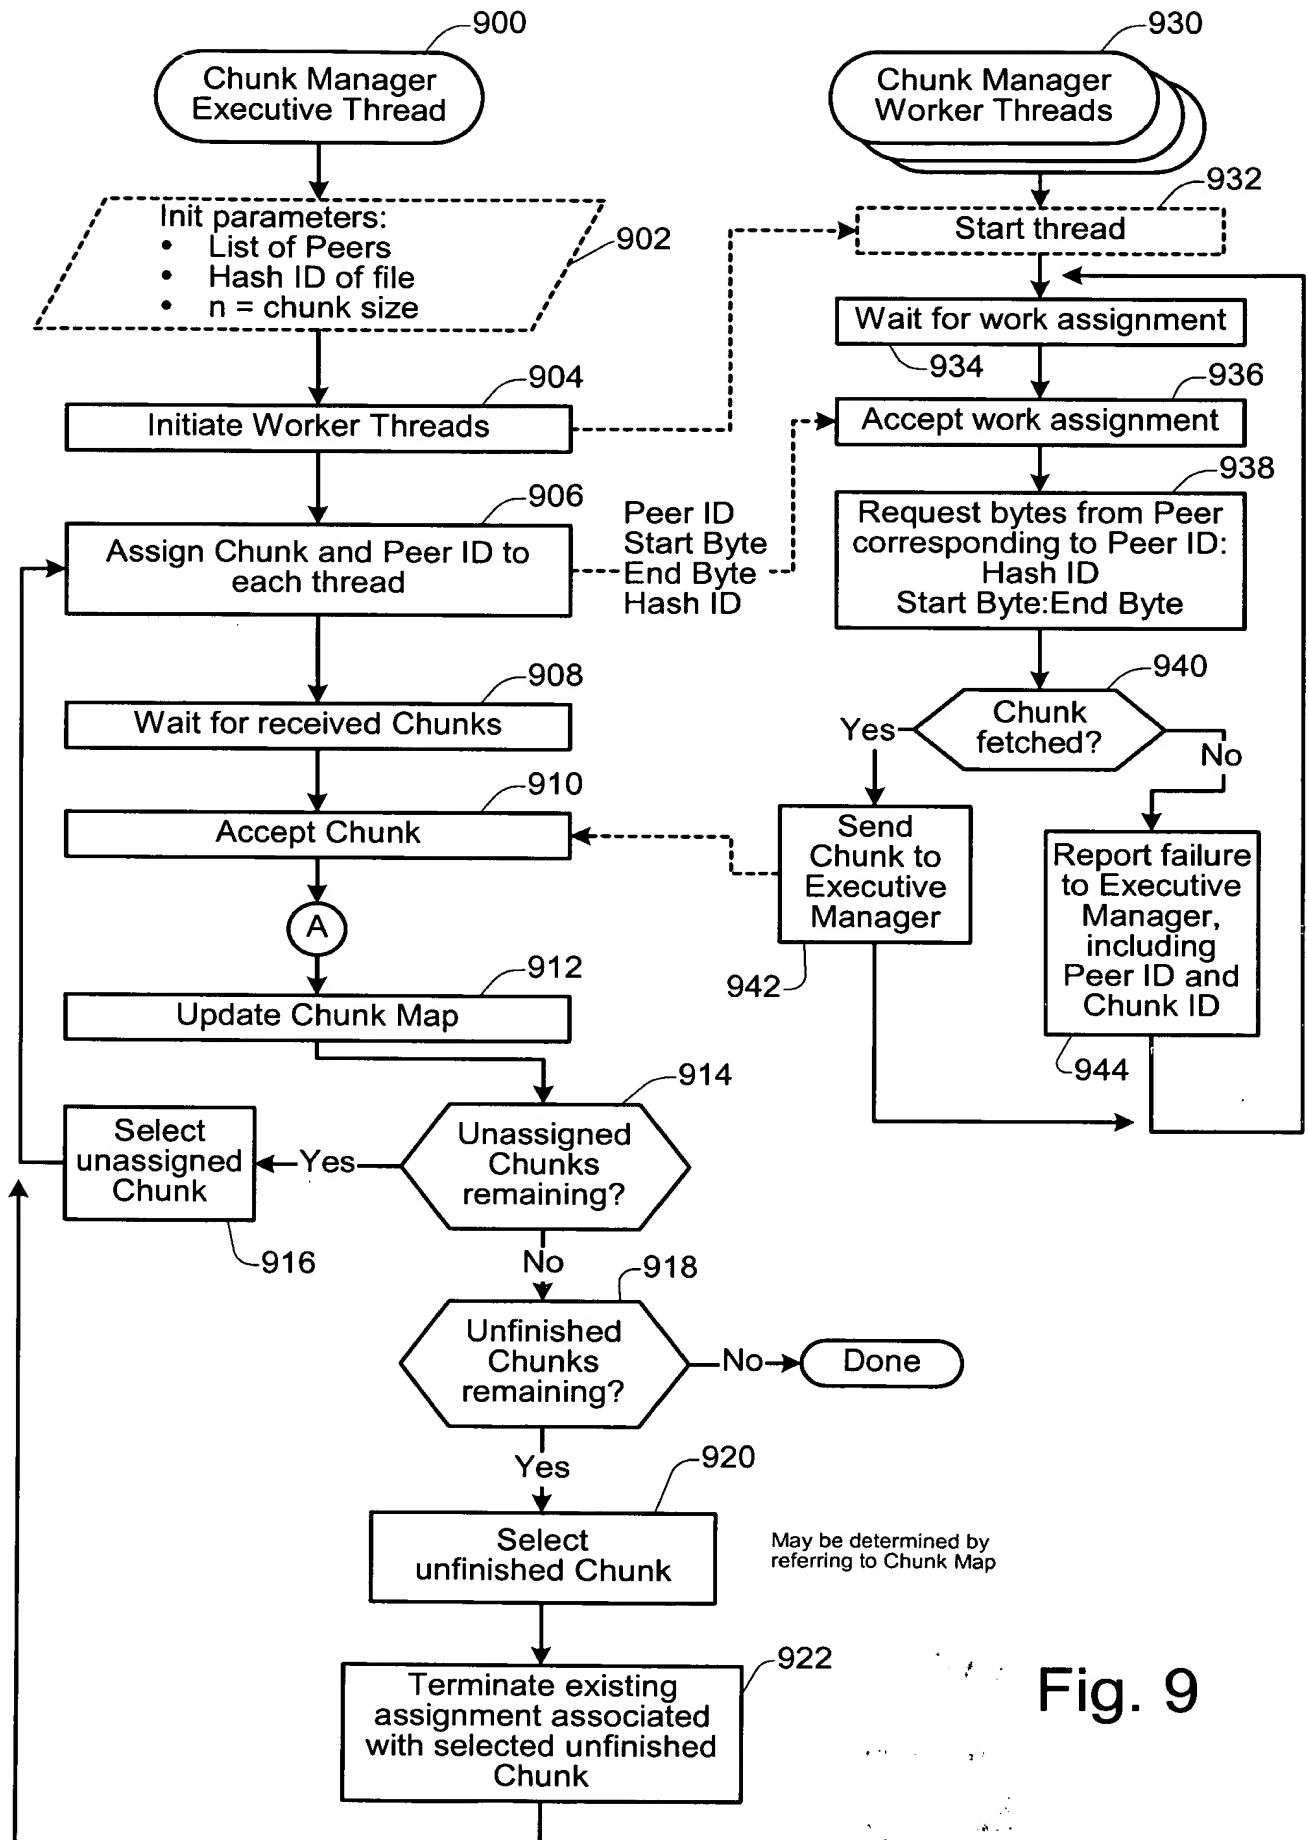 900
Chunk Manager
Executive Thread
Init parameters:
• List of Peers
• Hash ID of file
• n = chunk size
902
904
Initiate Worker Threads
906
Assign Chunk and Peer ID to
each thread
Peer ID
Start Byte
End Byte
Hash ID
908
Wait for received Chunks
910
Accept Chunk
A
912
Update Chunk Map
914
Unassigned
Chunks
remaining?
Yes
Select
unassigned
Chunk
916
No
918
Unfinished
Chunks
remaining?
No
Done
Yes
920
Select
unfinished Chunk
May be determined by
referring to Chunk Map
922
Terminate existing
assignment associated
with selected unfinished
Chunk
930
Chunk Manager
Worker Threads
932
Start thread
Wait for work assignment
934
936
Accept work assignment
938
Request bytes from Peer
corresponding to Peer ID:
Hash ID
Start Byte:End Byte
940
Chunk
fetched?
Yes
No
Send
Chunk to
Executive
Manager
942
Report failure
to Executive
Manager,
including
Peer ID and
Chunk ID
944
Fig. 9